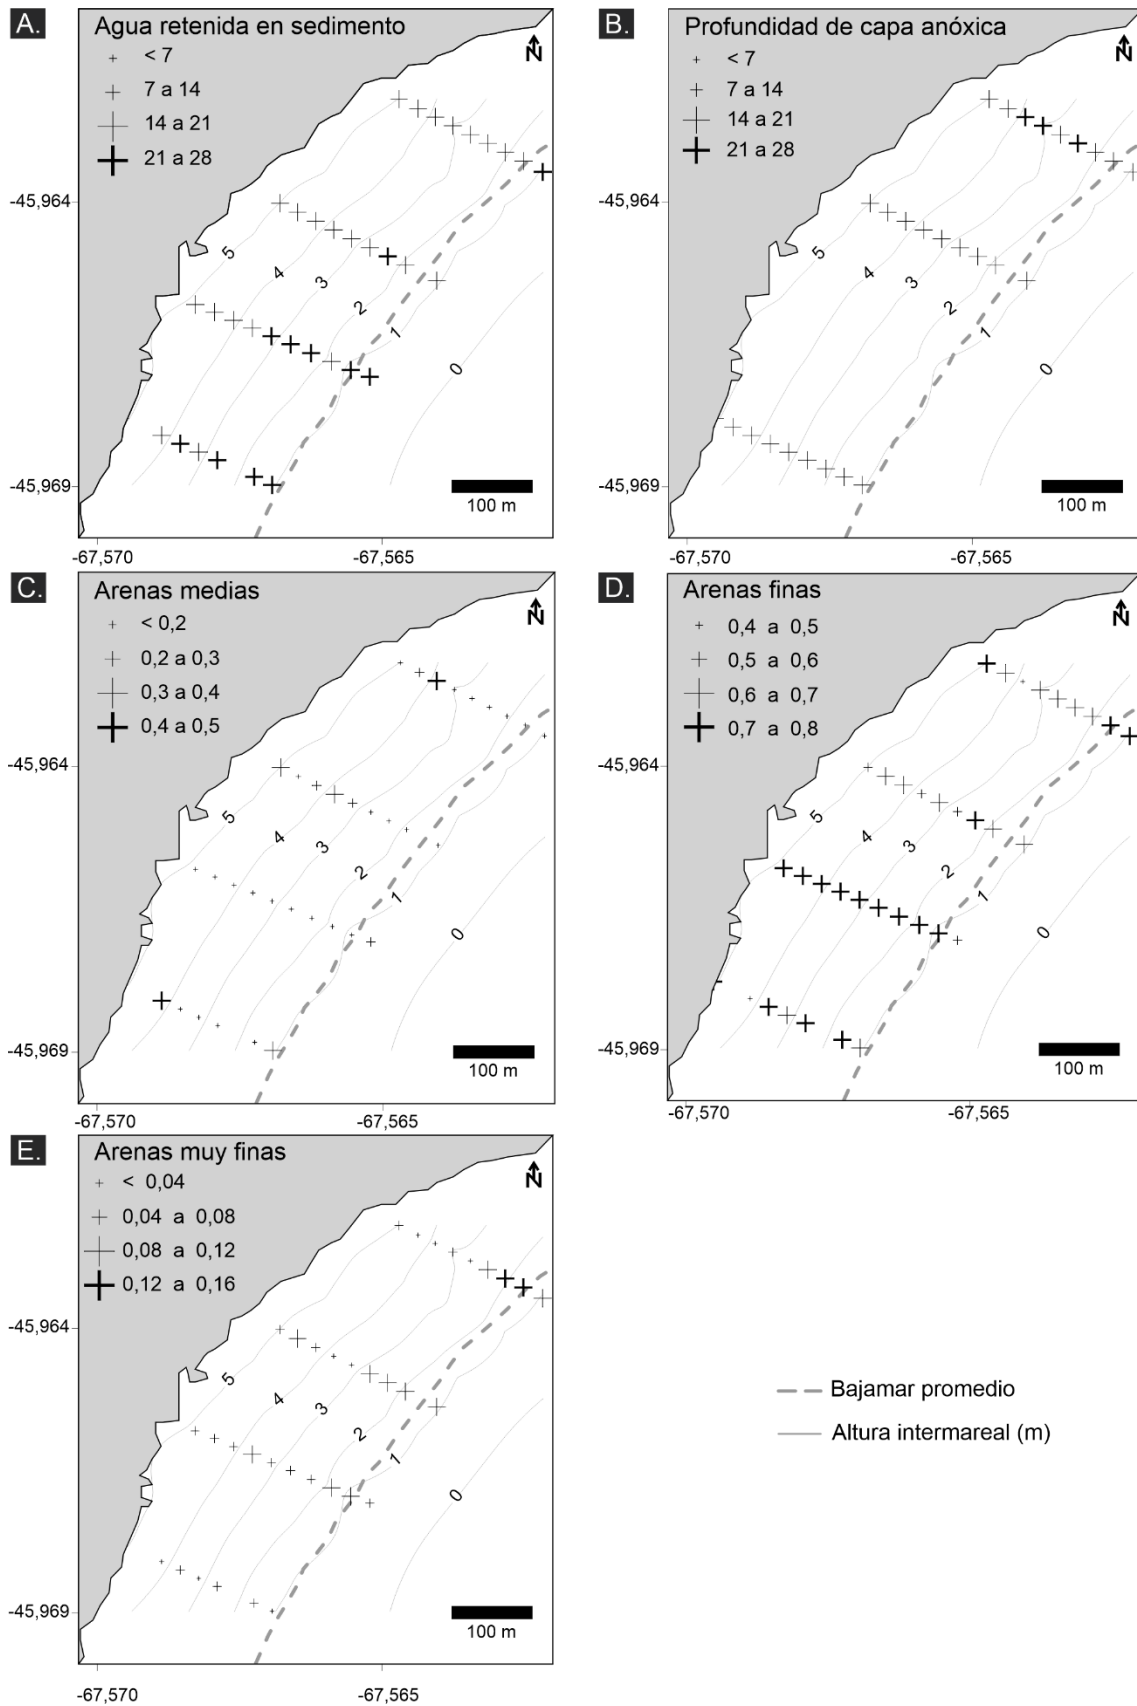 A.
Agua retenida en sedimento
< 7
7 a 14
14 a 21
21 a 28
N
-45,964
5
4
3
2
1
0
-45,969
100 m
-67,570
-67,565
B.
Profundidad de capa anóxica
< 7
7 a 14
14 a 21
21 a 28
N
-45,964
5
4
3
2
1
0
-45,969
100 m
-67,570
-67,565
C.
Arenas medias
< 0,2
0,2 a 0,3
0,3 a 0,4
0,4 a 0,5
N
-45,964
5
4
3
2
1
0
-45,969
100 m
-67,570
-67,565
D.
Arenas finas
0,4 a 0,5
0,5 a 0,6
0,6 a 0,7
0,7 a 0,8
N
-45,964
5
4
3
2
1
0
-45,969
100 m
-67,570
-67,565
E.
Arenas muy finas
< 0,04
0,04 a 0,08
0,08 a 0,12
0,12 a 0,16
N
-45,964
5
4
3
2
1
0
-45,969
100 m
-67,570
-67,565
Bajamar promedio
Altura intermareal (m)